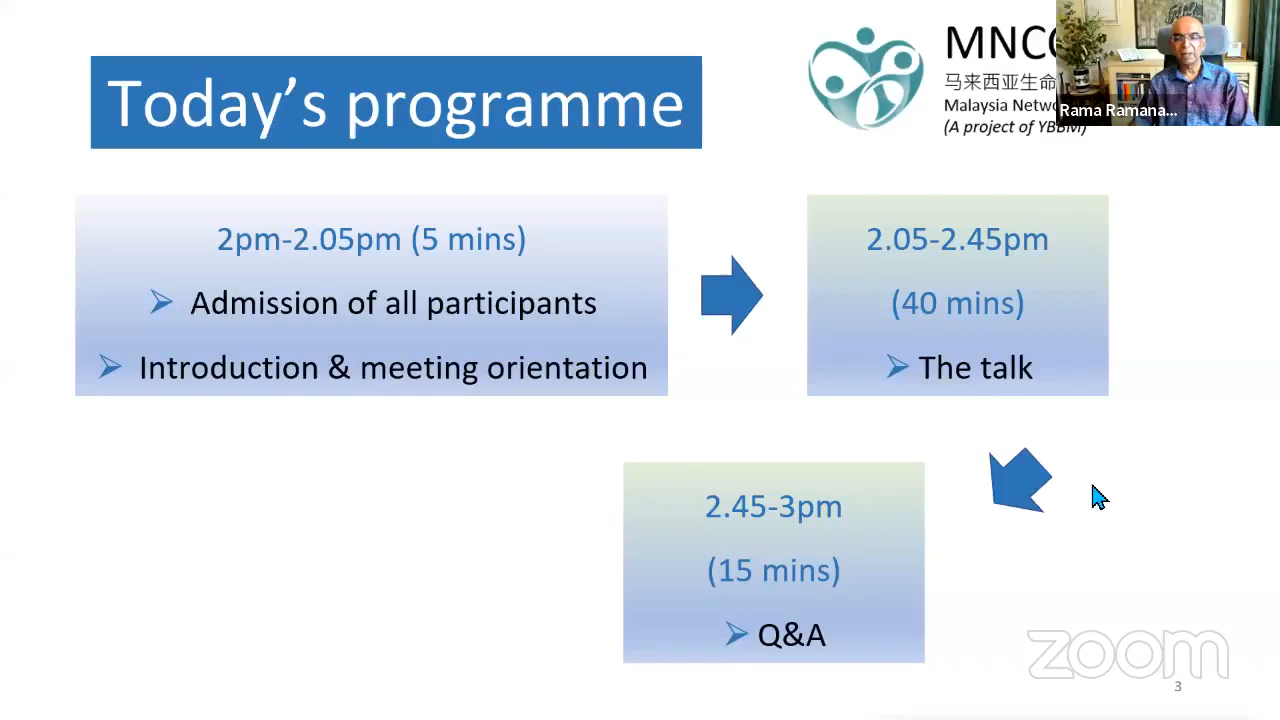 Today's programme
MNCO
马来西亚生命
Malaysia Netwo
(A project of YBBM)
Rama Ramana...
2pm-2.05pm (5 mins)
Admission of all participants
Introduction & meeting orientation
2.05-2.45pm
(40 mins)
The talk
2.45-3pm
(15 mins)
Q&A
zoom
3